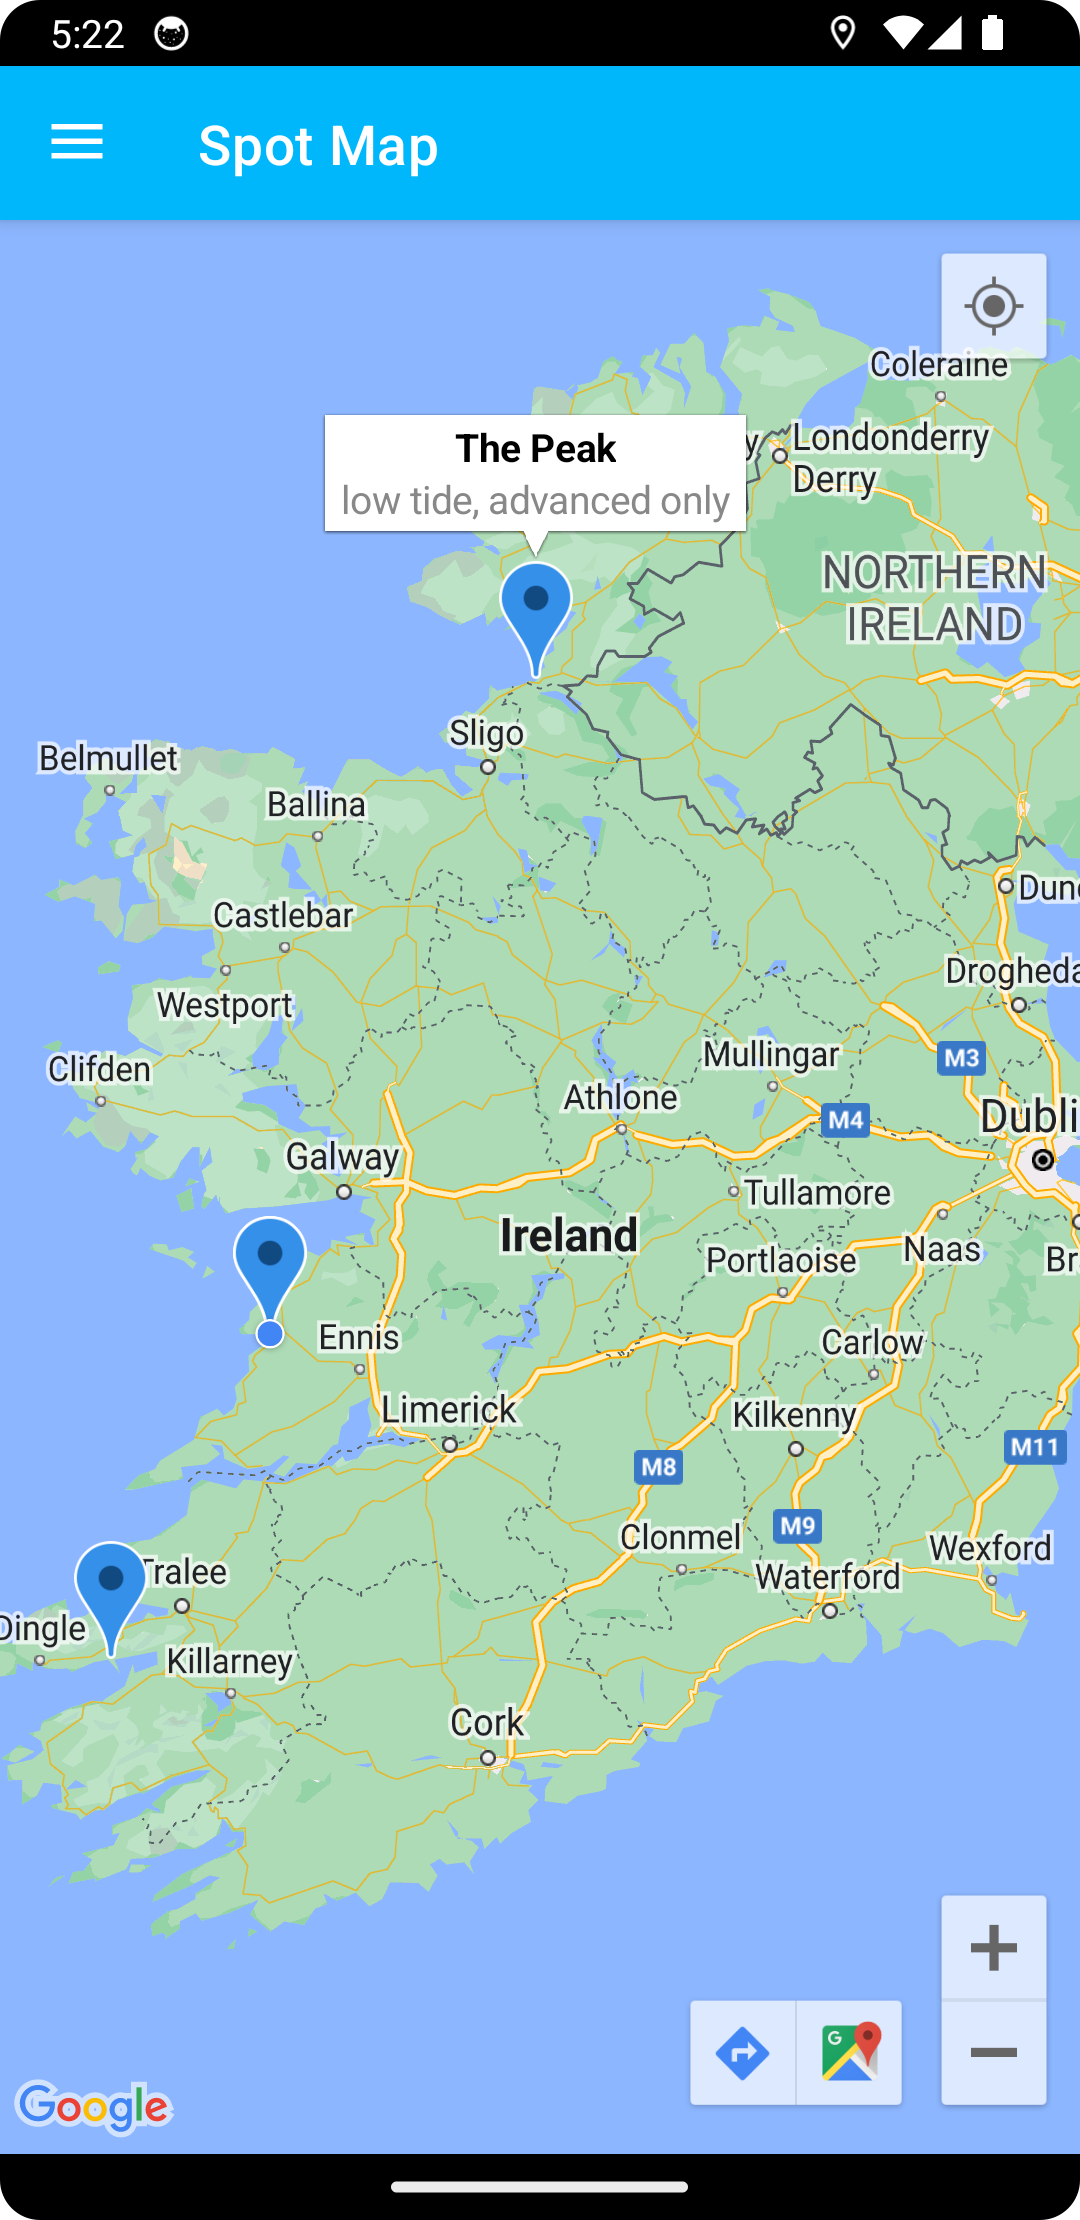 5:22
Spot Map
Coleraine
The Peak
low tide, advanced only
y
Londonderry
Derry
NORTHERN
IRELAND
Sligo
Belmullet
Ballina
Castlebar
Westport
Clifden
Dund
Drogheda
Mullingar
M3
Athlone
M4
Dubli
Galway
Tullamore
Ireland
Portlaoise
Naas
Br
Ennis
Carlow
Limerick
Kilkenny
M11
M8
M9
Clonmel
Wexford
Tralee
Waterford
Dingle
Killarney
Cork
G
Google